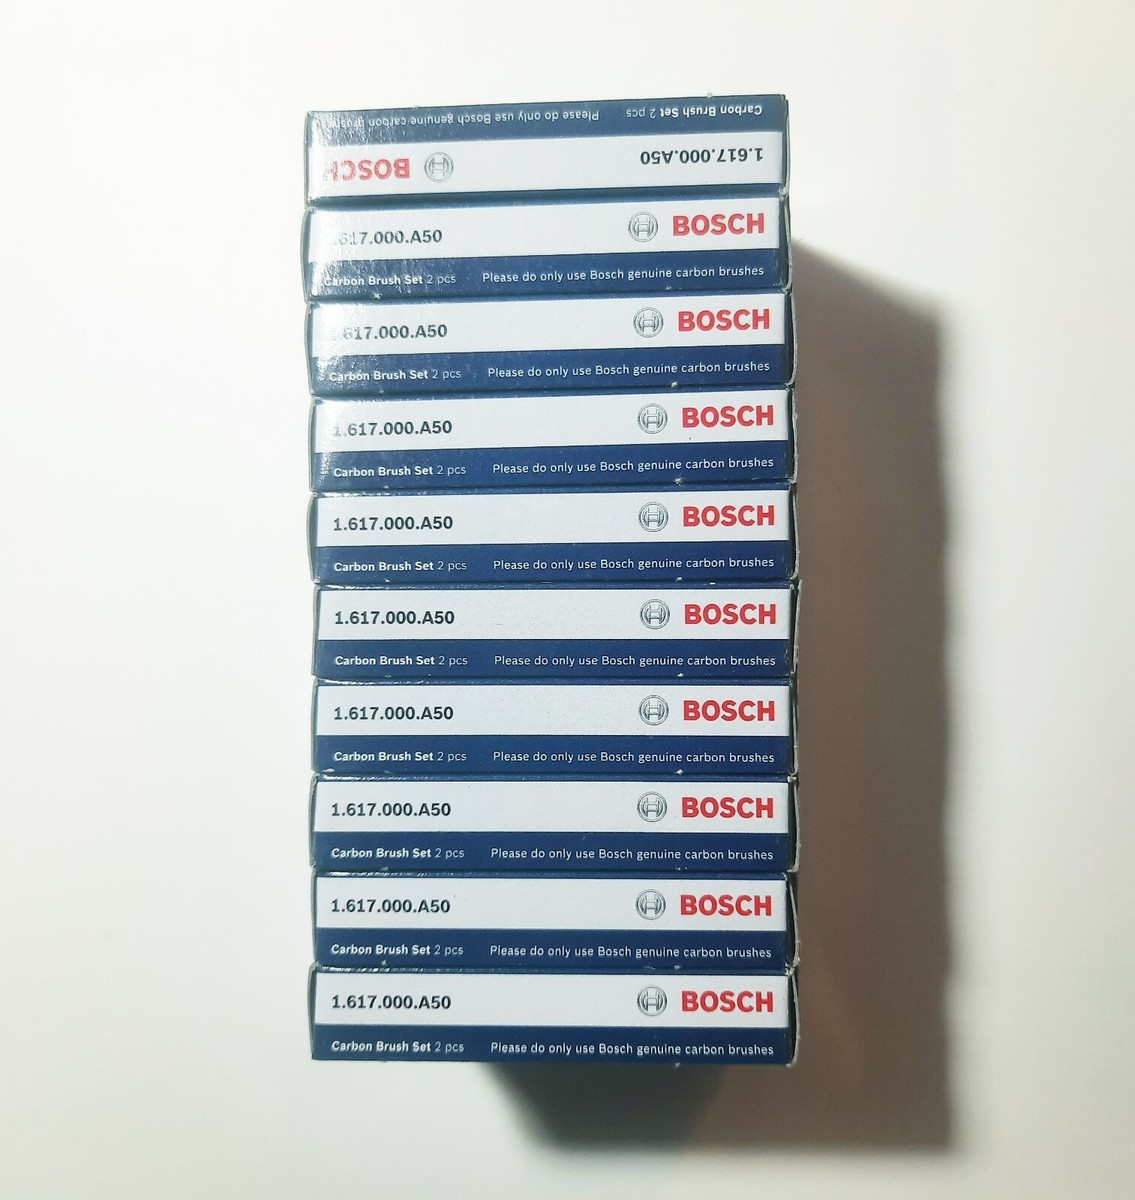 Carbon Brush Set 2 pcs Please do only use Bosch genuine carbon brushes
1.617.000.A50 BOSCH
.617.000.A50 BOSCH
Carbon Brush Set 2 pcs Please do only use Bosch genuine carbon brushes
1.617.000.A50 BOSCH
Carbon Brush Set 2 pcs Please do only use Bosch genuine carbon brushes
1.617.000.A50 BOSCH
Carbon Brush Set 2 pcs Please do only use Bosch genuine carbon brushes
1.617.000.A50 BOSCH
Carbon Brush Set 2 pcs Please do only use Bosch genuine carbon brushes
1.617.000.A50 BOSCH
Carbon Brush Set 2 pcs Please do only use Bosch genuine carbon brushes
1.617.000.A50 BOSCH
Carbon Brush Set 2 pcs Please do only use Bosch genuine carbon brushes
1.617.000.A50 BOSCH
Carbon Brush Set 2 pcs Please do only use Bosch genuine carbon brushes
1.617.000.A50 BOSCH
Carbon Brush Set 2 pcs Please do only use Bosch genuine carbon brushes
1.617.000.A50 BOSCH
Carbon Brush Set 2 pcs Please do only use Bosch genuine carbon brushes